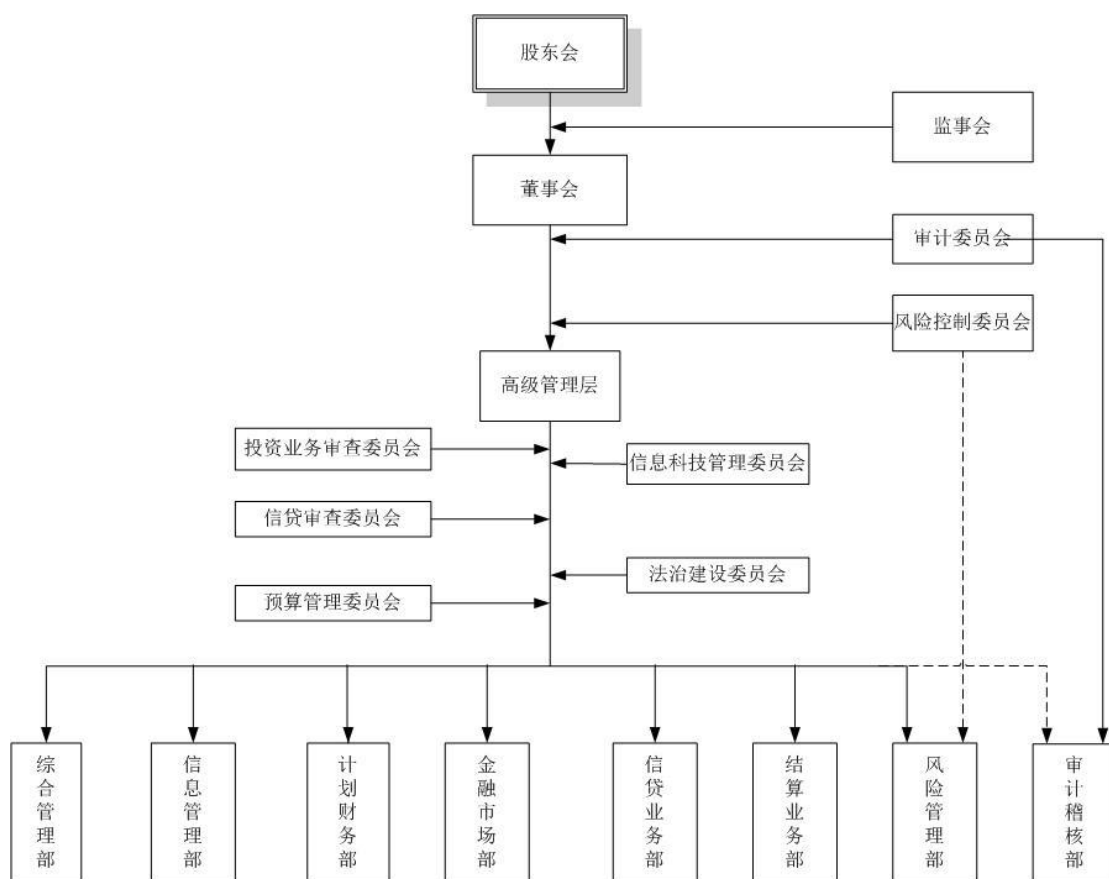 股东会
监事会
董事会
审计委员会
风险控制委员会
高级管理层
投资业务审查委员会
信息科技管理委员会
信贷审查委员会
法治建设委员会
预算管理委员会
综合管理部
信息管理部
计划财务部
金融市场部
信贷业务部
结算业务部
风险管理部
审计稽核部